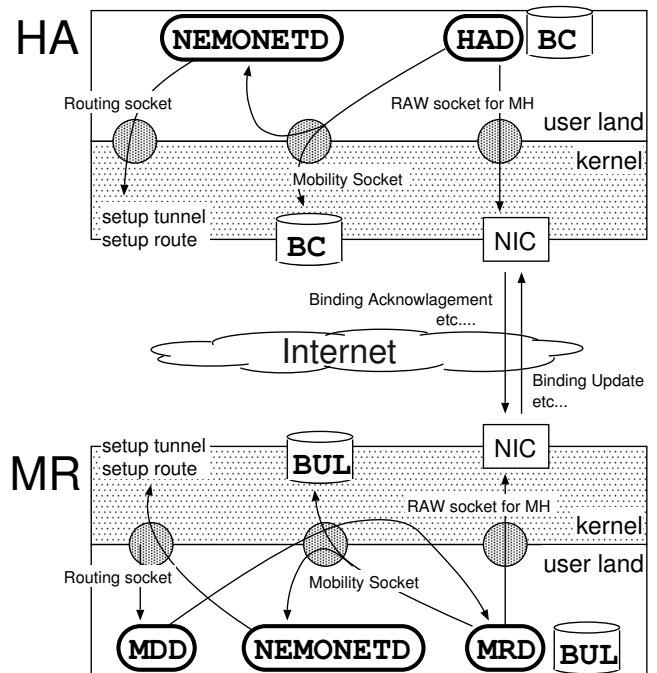 HA
NEMONETD
HAD
BC
Routing socket
RAW socket for MH
user land
kernel
Mobility Socket
setup tunnel
setup route
BC
NIC
Binding Acknowlagement
etc....
Internet
Binding Update
etc...
MR
setup tunnel
setup route
BUL
NIC
RAW socket for MH
kernel
user land
Routing socket
Mobility Socket
MDD
NEMONETD
MRD
BUL